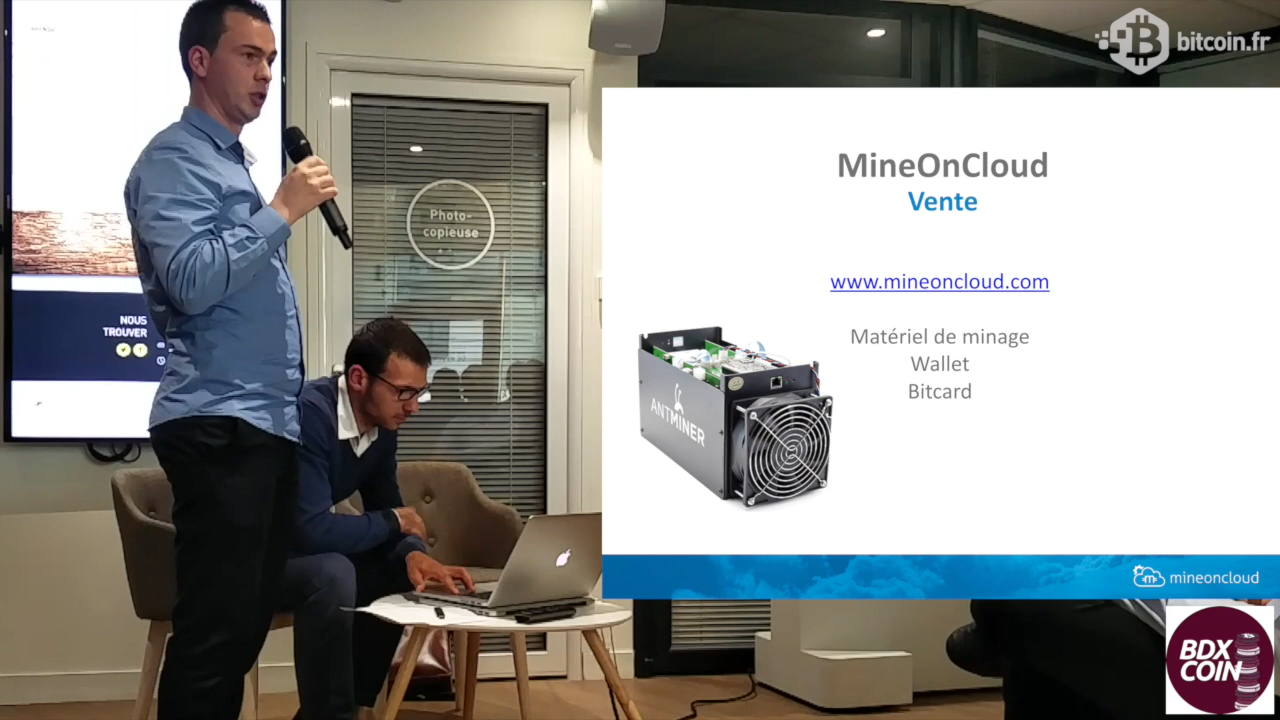 bitcoin.fr
MineOnCloud
Vente
www.mineoncloud.com
Matériel de minage
Wallet
Bitcard
ANTMINER
mineoncloud
Photo-
copieuse
NOUS
TROUVER
BDX
COIN